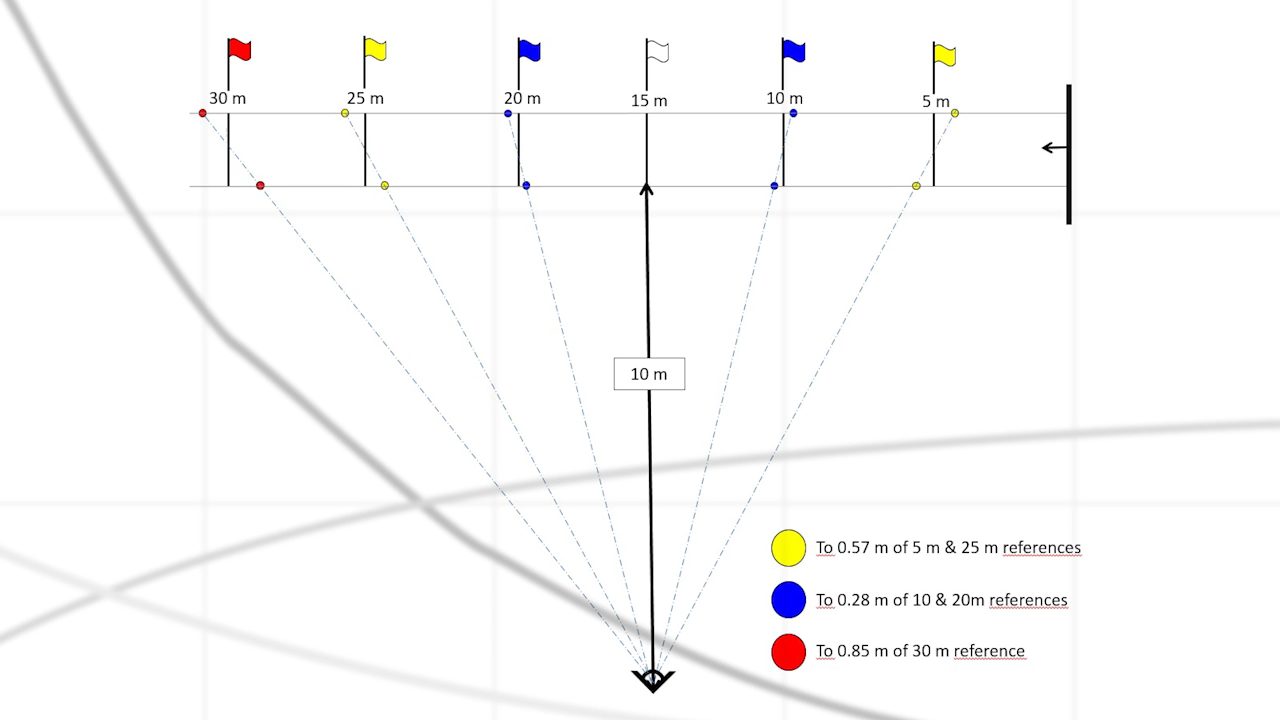 30 m
25 m
20 m
15 m
10 m
5 m
10 m
To 0.57 m of 5 m & 25 m references
To 0.28 m of 10 & 20m references
To 0.85 m of 30 m reference